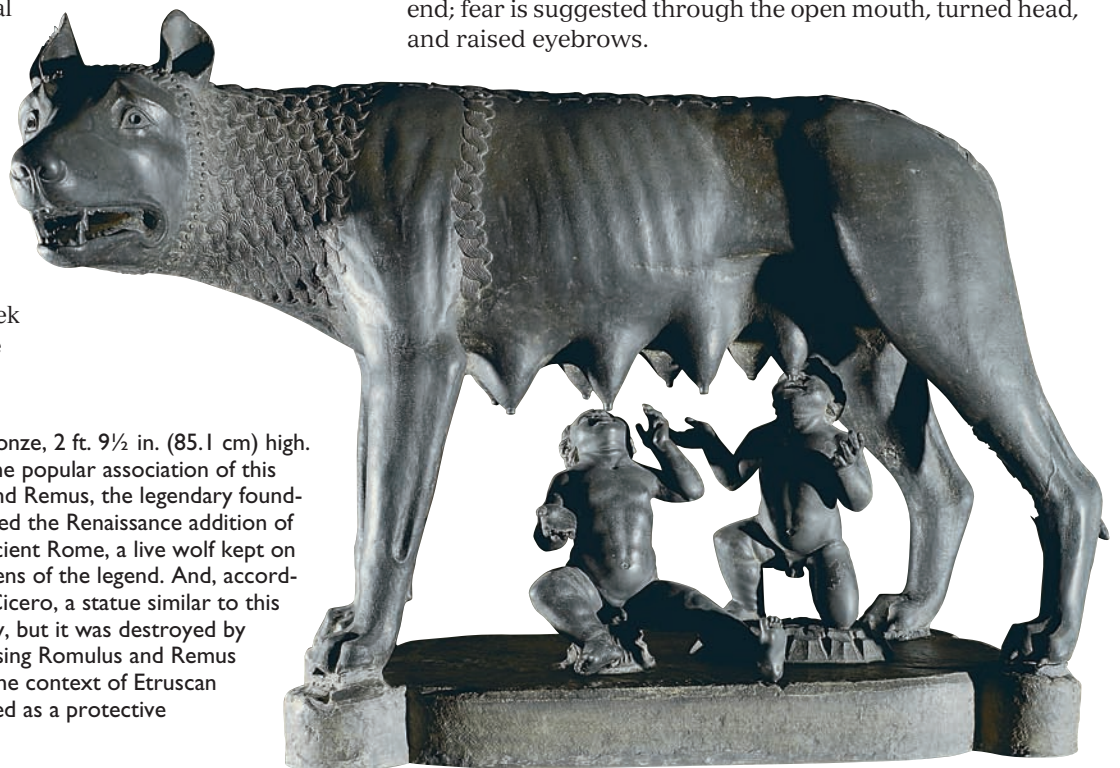 al
end; fear is suggested through the open mouth, turned head,
and raised eyebrows.
ek
onze, 2 ft. 9½ in. (85.1 cm) high.
he popular association of this
nd Remus, the legendary found-
ed the Renaissance addition of
cient Rome, a live wolf kept on
ens of the legend. And, accord-
Cicero, a statue similar to this
y, but it was destroyed by
sing Romulus and Remus
he context of Etruscan
ed as a protective